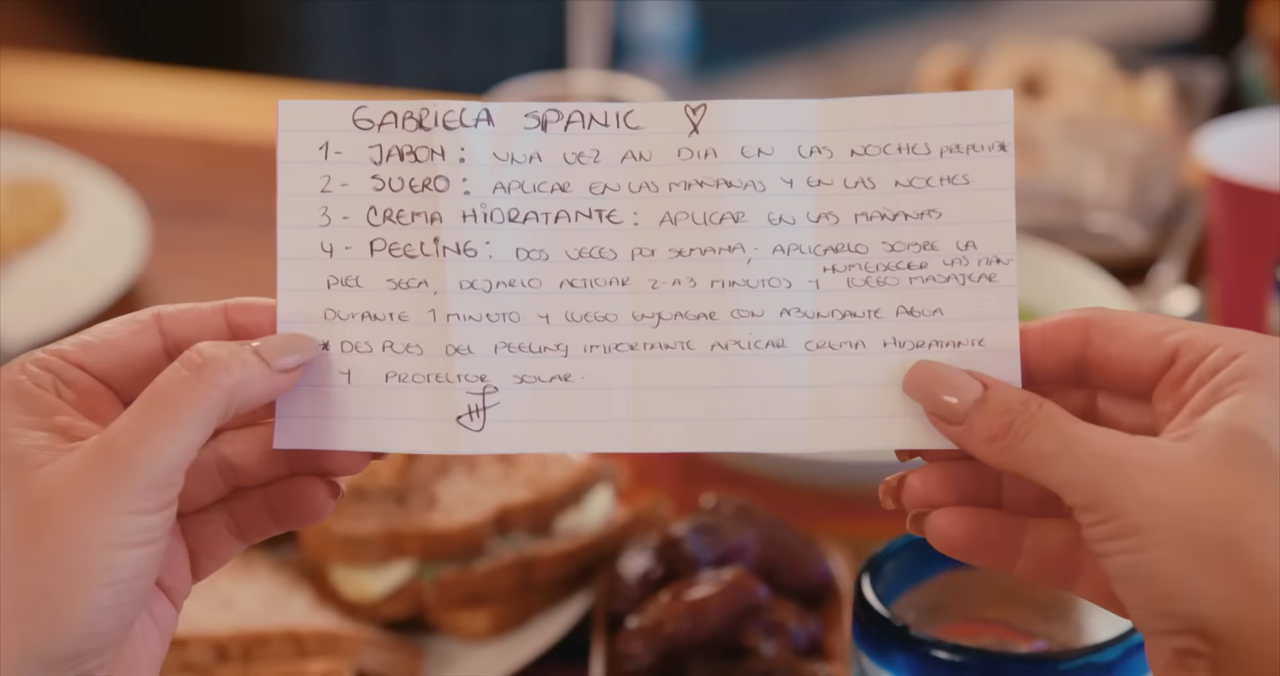 GABRIELA SPANIC
1- JABON: UNA VEZ AN DIA EN LAS NOCHES
2- SUERO: APLICAR EN LAS MAÑANAS Y EN LAS NOCHES
3- CREMA HIDRATANTE: APLICAR EN LAS MAÑANAS
4- PEELING: DOS VECES POR SEMANA, - APLICARLO SOBRE LA
HUMEDECER LAS MAN-
PIEL SECA, DEJARLO ACTUAR 2-A3 MINUTOS Y LUEGO MASAJEAR
DURANTE 1 MINUTO Y LUEGO ENJUAGAR CON ABUNDANTE AGUA
* DESPUES DEL PEELING IMPORTANTE APLICAR CREMA HIDRATANTE
Y PROTECTOR SOLAR.